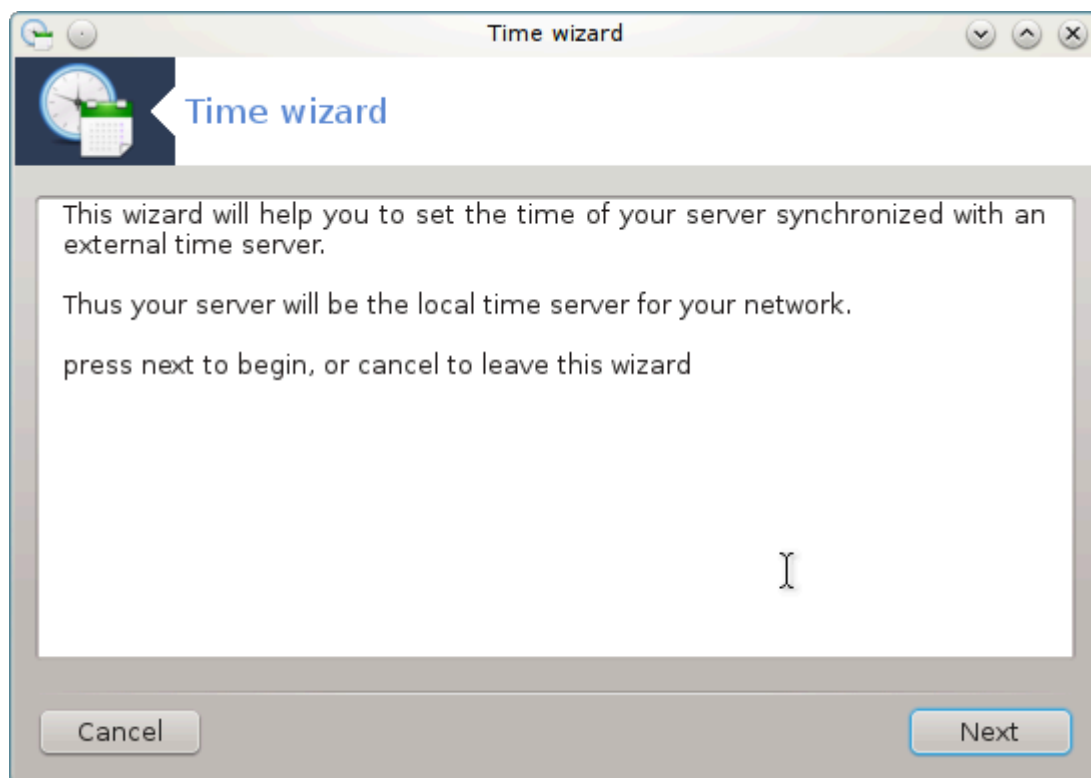 Time wizard
Time wizard
This wizard will help you to set the time of your server synchronized with an
external time server.
Thus your server will be the local time server for your network.
press next to begin, or cancel to leave this wizard
Cancel
Next